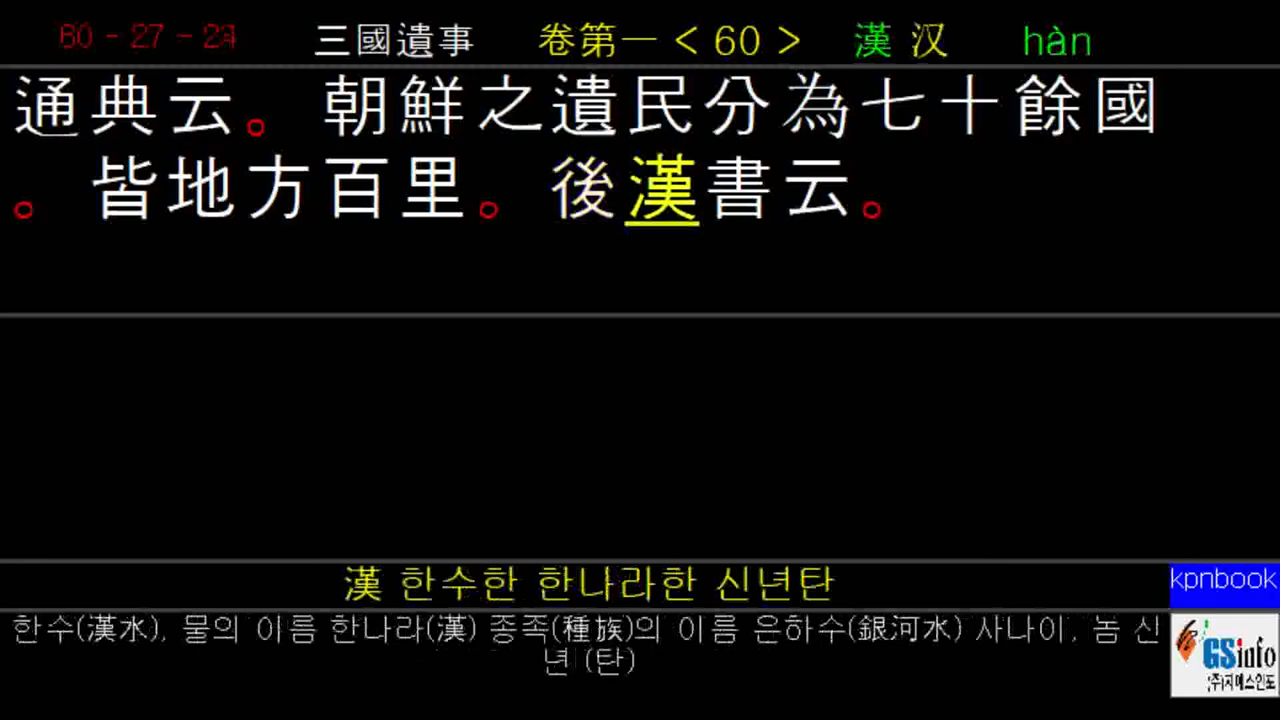 60 - 27 - 24 三國遺事 卷第一 < 60 > 漢 汉 hàn
通典云。朝鮮之遺民分為七十餘國
。皆地方百里。後漢書云。
漢 한수한 한나라한 신년탄
kpnbook
한수(漢水), 물의 이름 한나라(漢) 종족(種族)의 이름 은하수(銀河水) 사나이, 놈 신
년 (탄)
GSinfo
(주)지에스인포